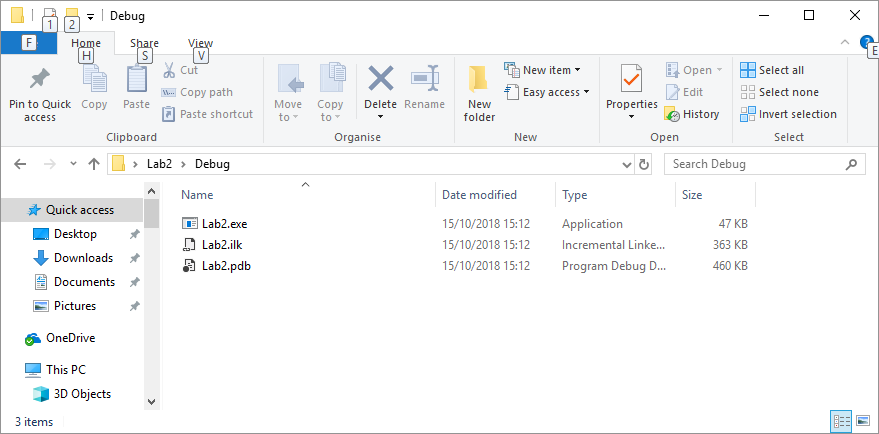 1 2 Debug
F Home Share View
H S V E
Pin to Quick access
Copy
Paste
Cut
Copy path
Paste shortcut
Clipboard
Move to
Copy to
Delete
Rename
Organise
New folder
New item
Easy access
New
Properties
Open
Edit
History
Open
Select all
Select none
Invert selection
Select
Lab2 Debug
Search Debug
Quick access
Desktop
Downloads
Documents
Pictures
OneDrive
This PC
3D Objects
Name Date modified Type Size
Lab2.exe 15/10/2018 15:12 Application 47 KB
Lab2.ilk 15/10/2018 15:12 Incremental Linke... 363 KB
Lab2.pdb 15/10/2018 15:12 Program Debug D... 460 KB
3 items